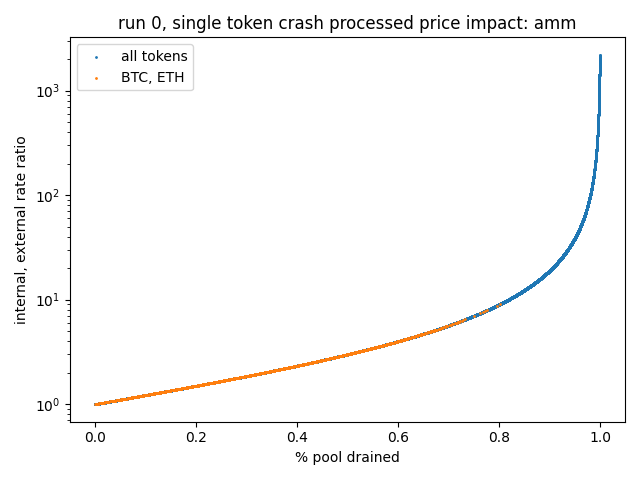 run 0, single token crash processed price impact: amm
all tokens
BTC, ETH
internal, external rate ratio
10³
10²
10¹
10⁰
0.0 0.2 0.4 0.6 0.8 1.0
% pool drained